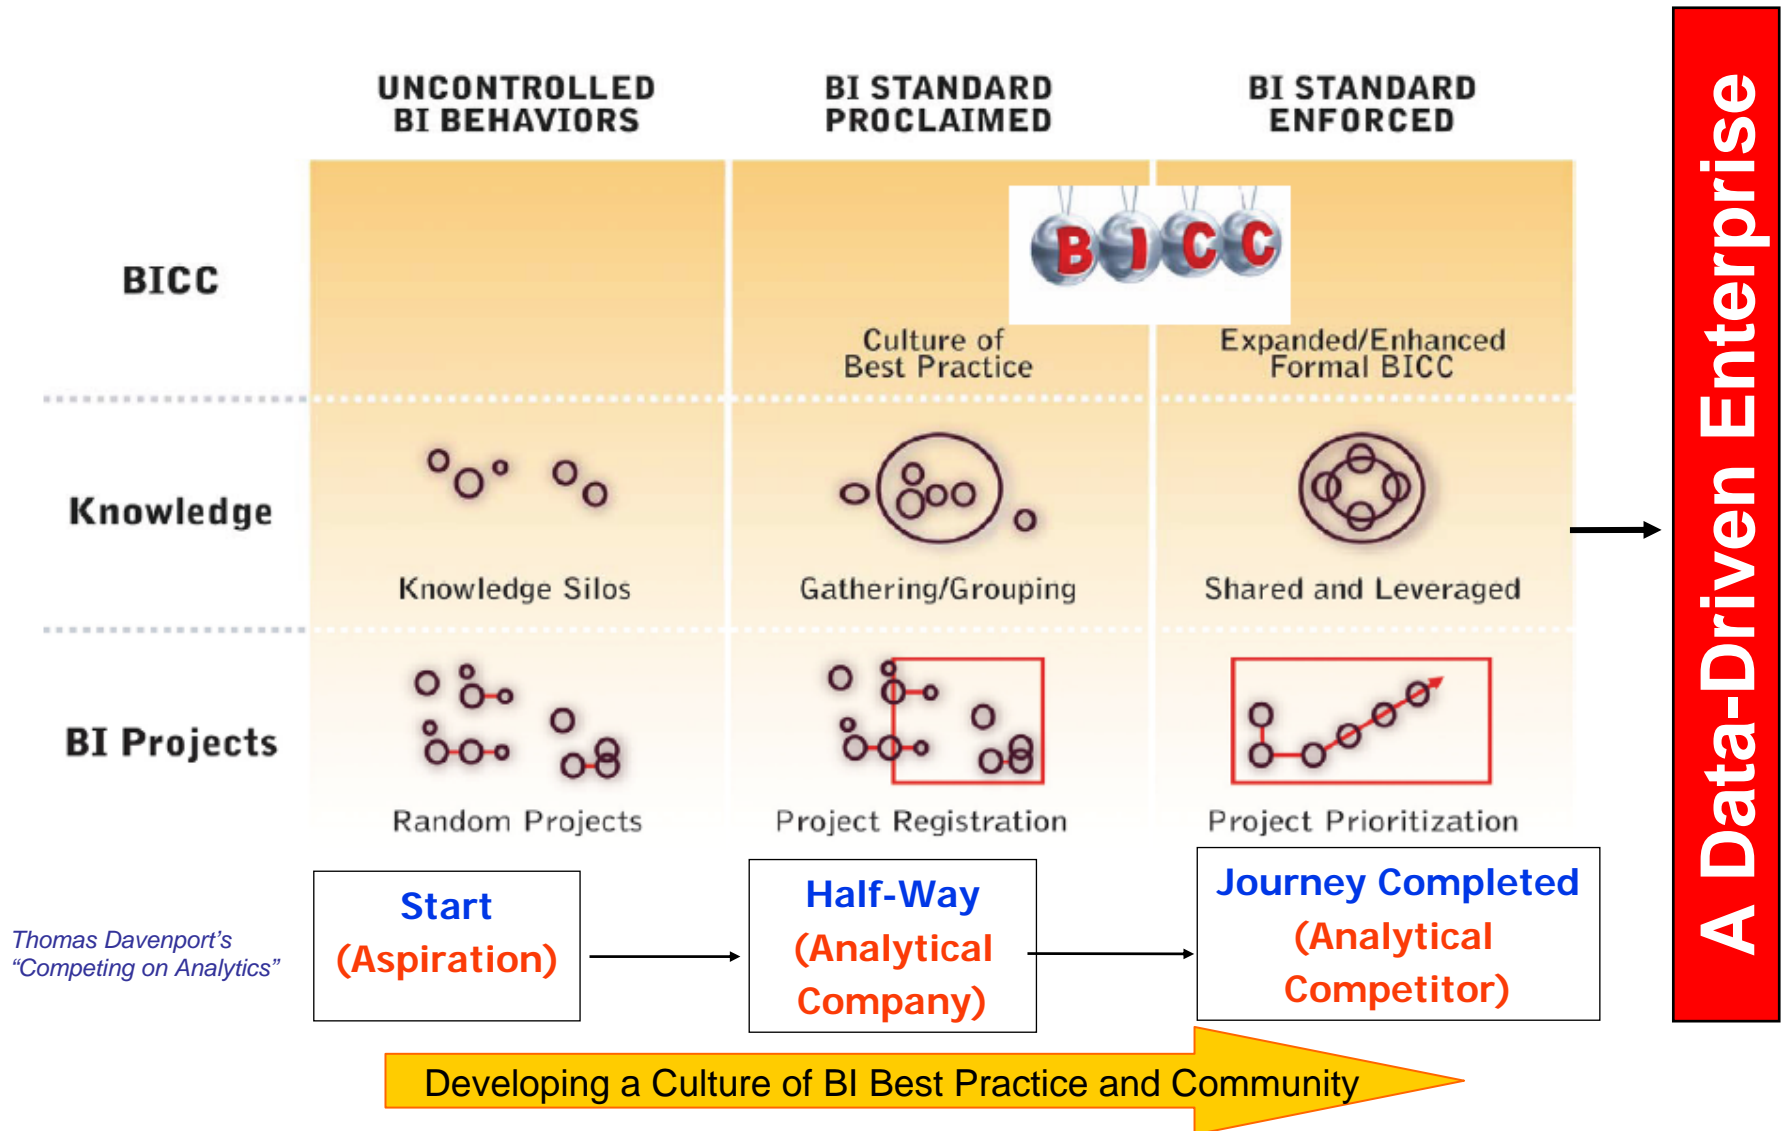 UNCONTROLLED
BI BEHAVIORS
BI STANDARD
PROCLAIMED
BI STANDARD
ENFORCED
BICC
BICC
Culture of
Best Practice
Expanded/Enhanced
Formal BICC
Knowledge
Knowledge Silos
Gathering/Grouping
Shared and Leveraged
BI Projects
Random Projects
Project Registration
Project Prioritization
Thomas Davenport's
“Competing on Analytics”
Start
(Aspiration)
Half-Way
(Analytical
Company)
Journey Completed
(Analytical
Competitor)
Developing a Culture of BI Best Practice and Community
A Data-Driven Enterprise